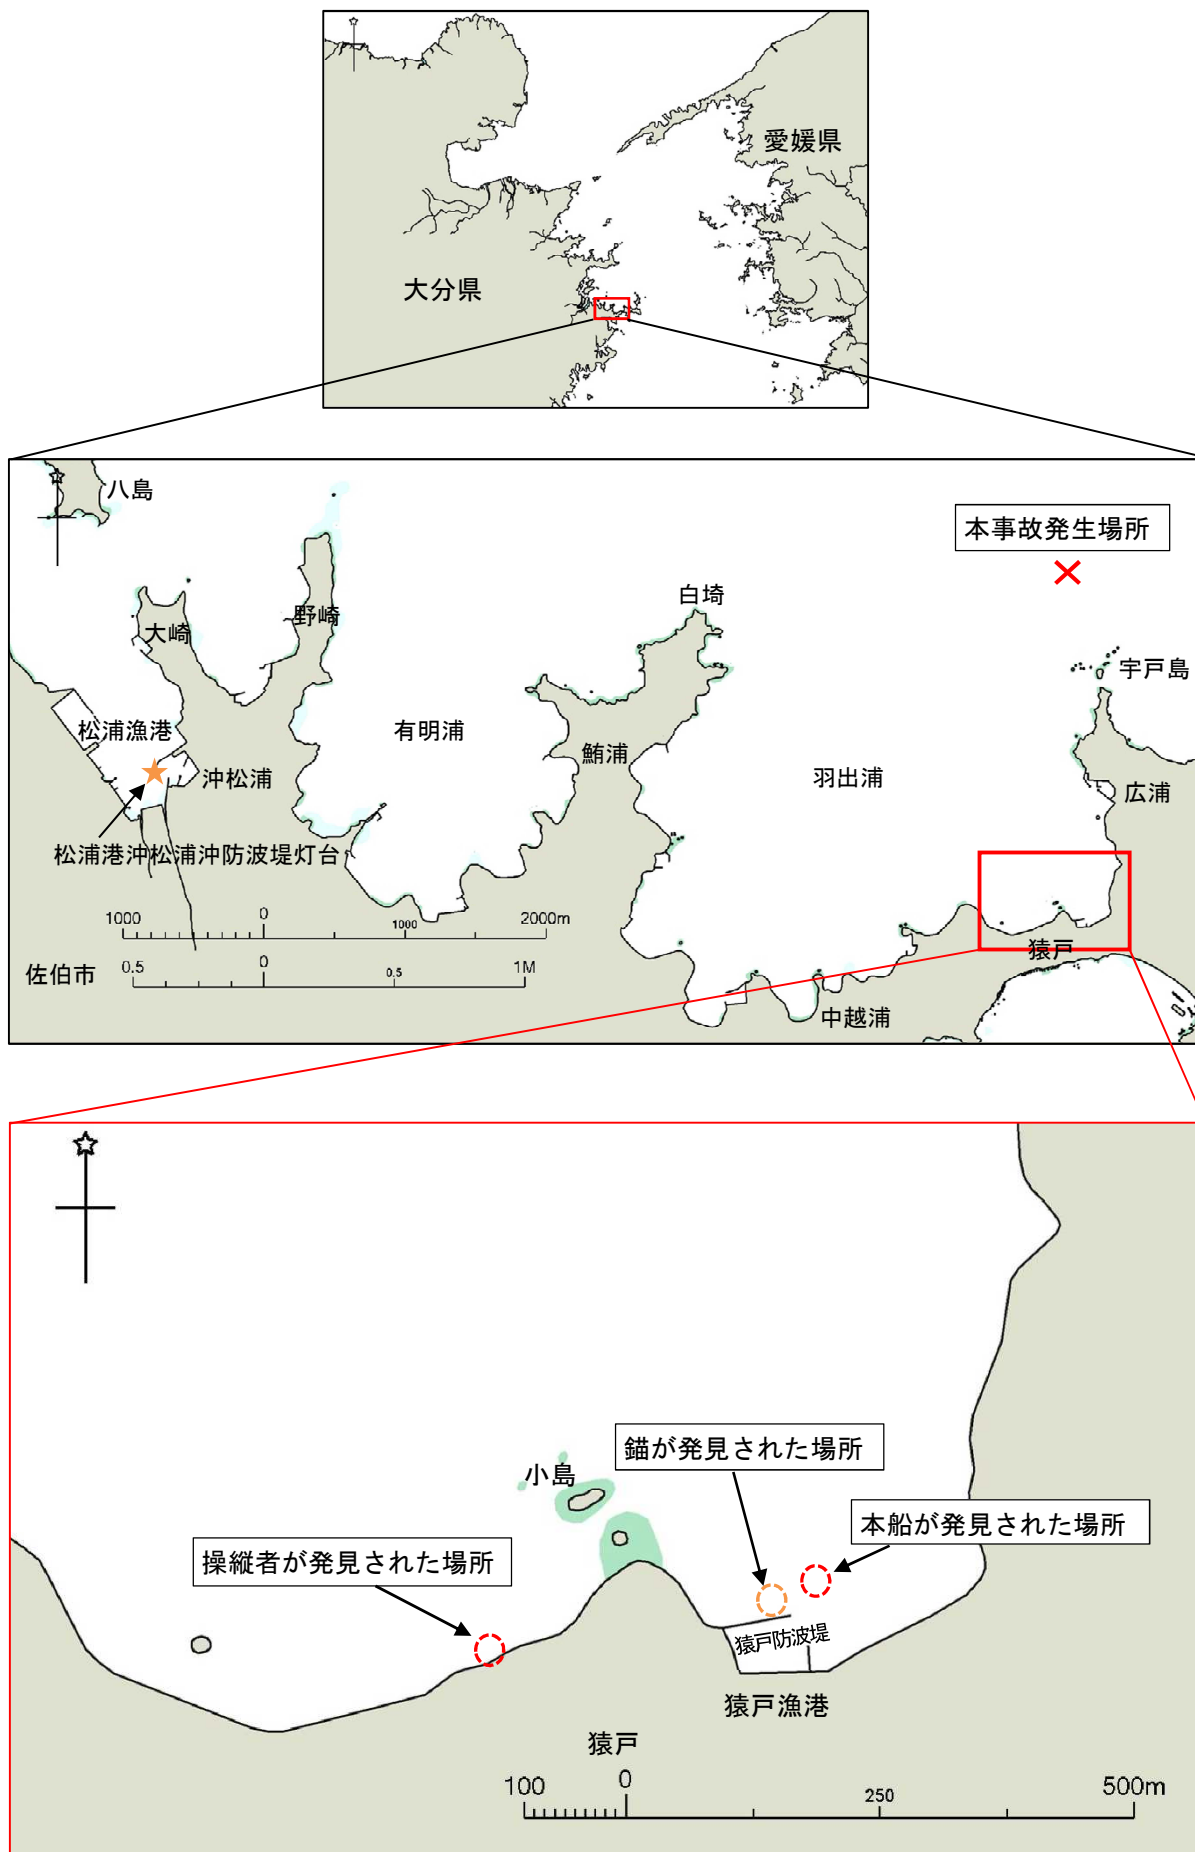 愛媛県
大分県
八島
本事故発生場所
白埼
大崎
野崎
宇戸島
松浦漁港
有明浦
鮪浦
羽出浦
沖松浦
広浦
松浦港沖松浦沖防波堤灯台
1000 0 1000 2000m
猿戸
佐伯市
0.5 0 0.5 1M
中越浦
錨が発見された場所
小島
本船が発見された場所
操縦者が発見された場所
猿戸防波堤
猿戸漁港
猿戸
100 0 250 500m